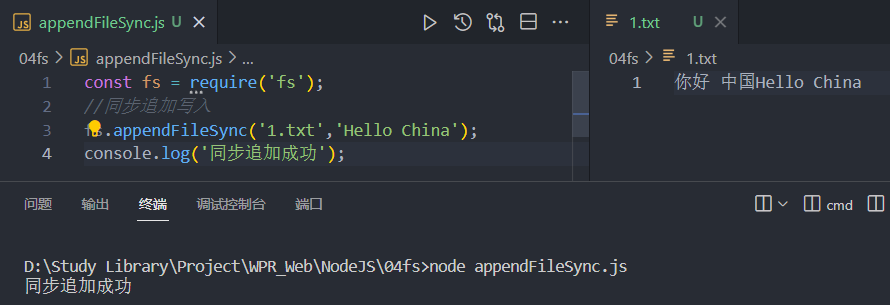 appendFileSync.js U
1.txt U
04fs > appendFileSync.js > ...
04fs > 1.txt
1 const fs = require('fs');
2 //同步追加写入
3 fs.appendFileSync('1.txt','Hello China');
4 console.log('同步追加成功');
1 你好 中国Hello China
问题 输出 终端 调试控制台 端口
cmd
D:\Study Library\Project\WPR_Web\NodeJS\04fs>node appendFileSync.js
同步追加成功